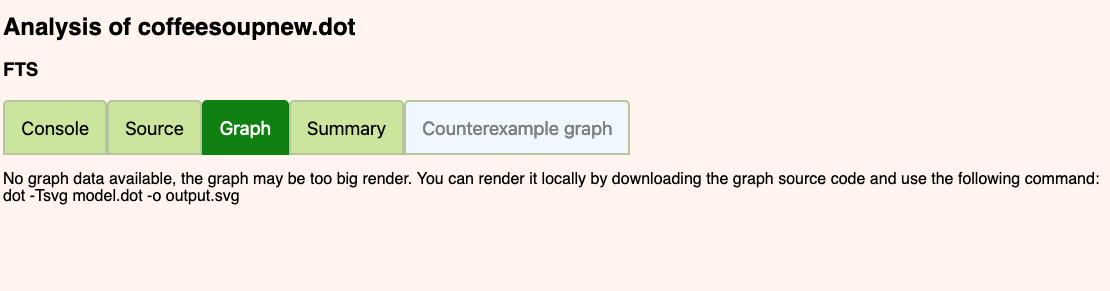 Analysis of coffeesoupnew.dot
FTS
Console Source Graph Summary Counterexample graph
No graph data available, the graph may be too big render. You can render it locally by downloading the graph source code and use the following command:
dot -Tsvg model.dot -o output.svg